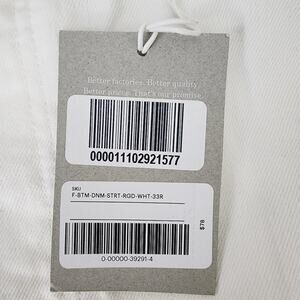 Better factories. Better quality.
Better prices. That's our promise.
000011102921577
SKU
F-BTM-DNM-STRT-RGD-WHT-33R
$78
0-00000-39291-4